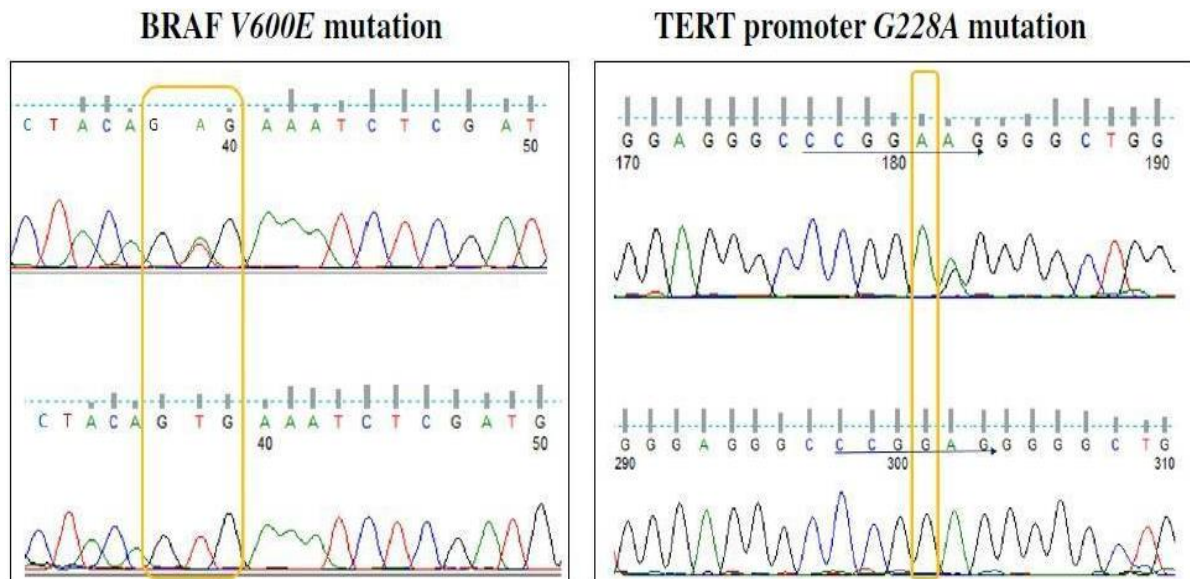 BRAF V600E mutation
C T A C A G A G A A A T C T C G A T
40 50
C T A C A G T G A A A T C T C G A T G
40 50
TERT promoter G228A mutation
G G A G G G C C C G G A A G G G G C T G G
170 180 190
G G G A G G G C C C G G A G G G G G C T G
290 300 310